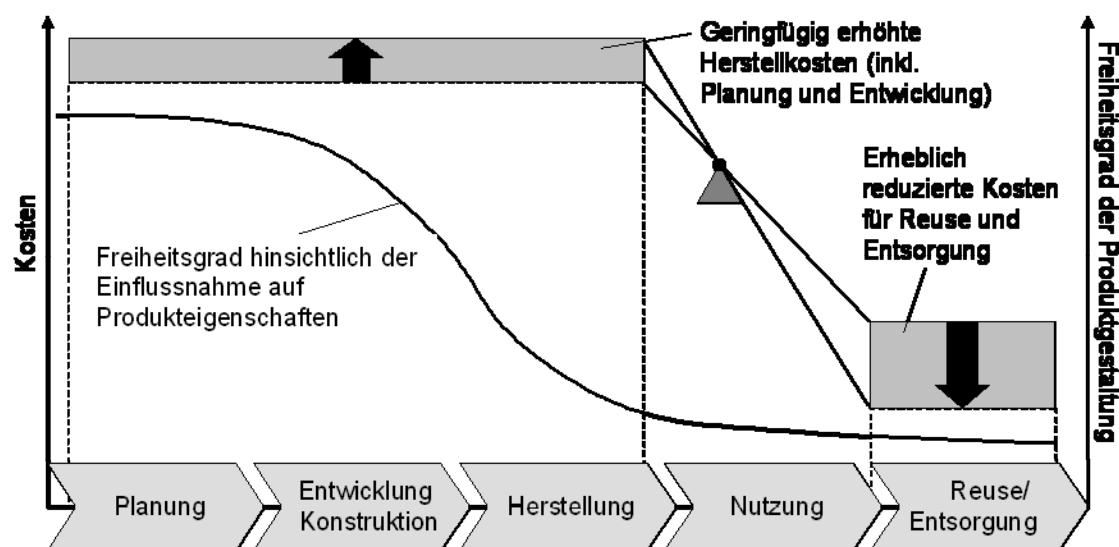 Geringfügig erhöhte
Herstellkosten (inkl.
Planung und Entwicklung)
Kosten
Freiheitsgrad der Produktgestaltung
Erheblich
reduzierte Kosten
für Reuse und
Entsorgung
Freiheitsgrad hinsichtlich der
Einflussnahme auf
Produkteigenschaften
Planung
Entwicklung
Konstruktion
Herstellung
Nutzung
Reuse/
Entsorgung